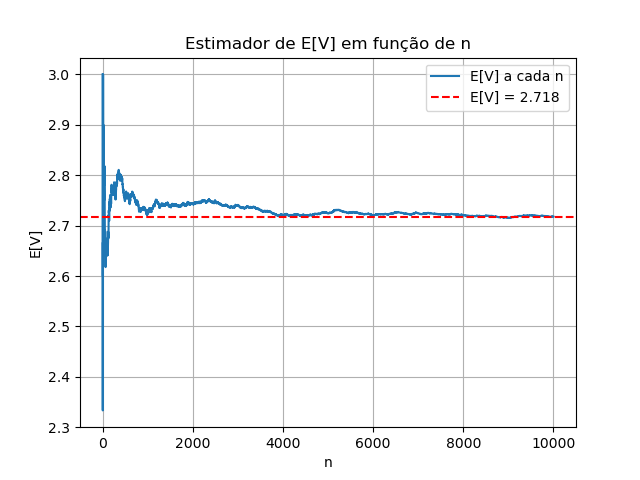 Estimador de E[V] em função de n
E[V] a cada n
E[V] = 2.718
3.0
2.9
2.8
2.7
2.6
2.5
2.4
2.3
E[V]
0 2000 4000 6000 8000 10000
n